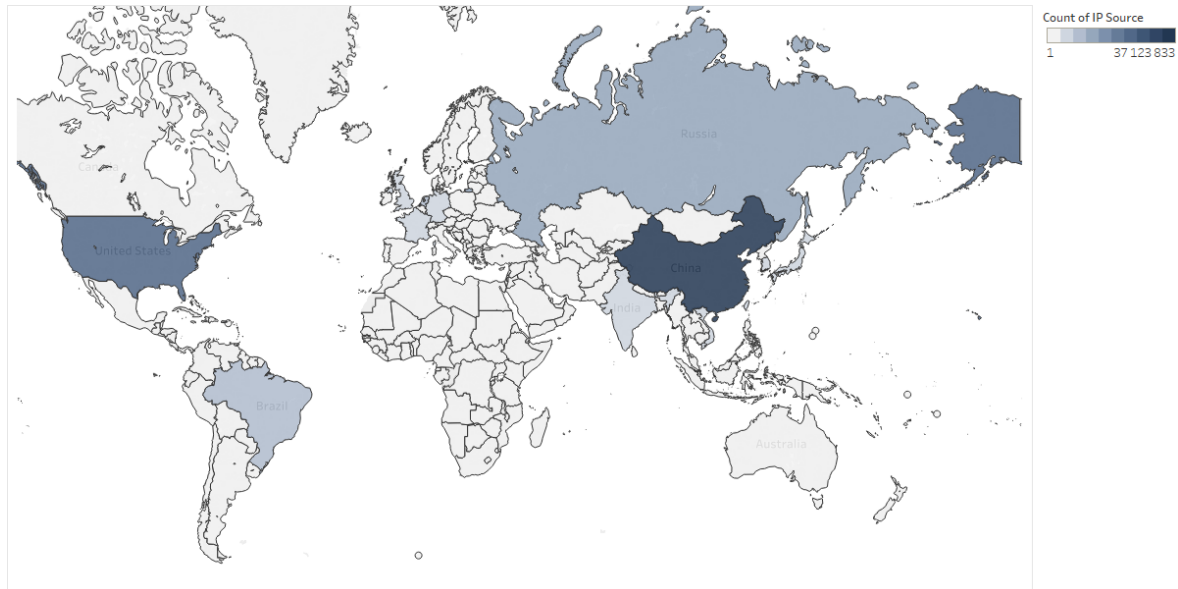 Count of IP Source
1 37 123 833
Canada
Russia
United States
China
India
Brazil
Australia